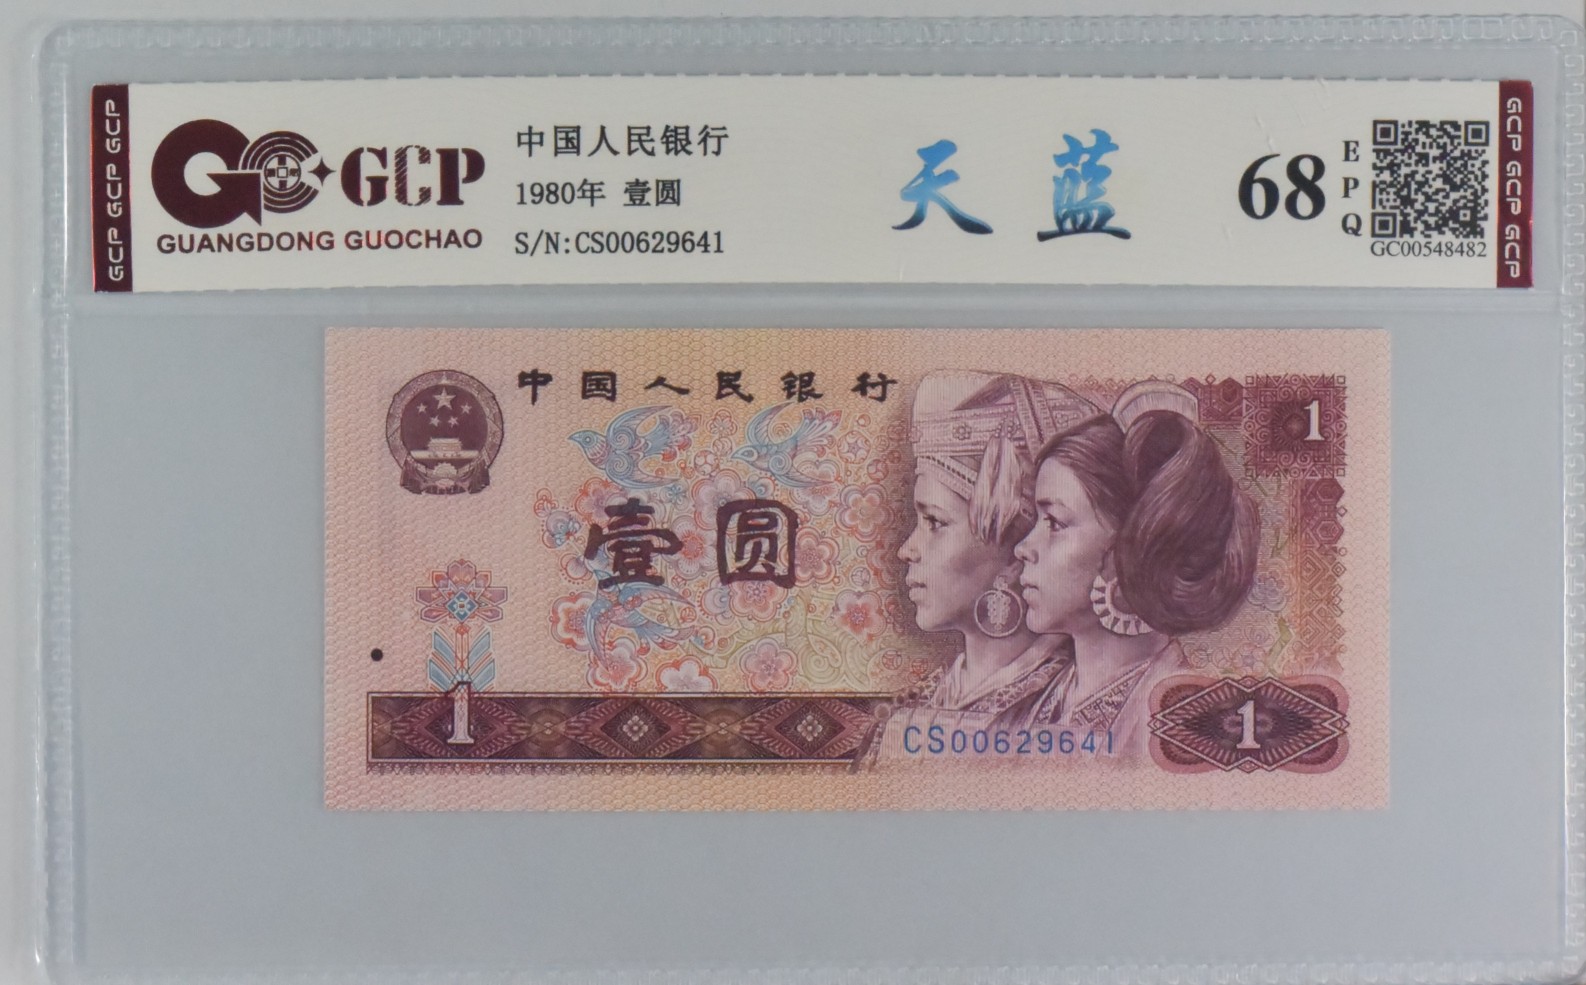 GCP GCP GCP
GCP
GUANGDONG GUOCHAO
中国人民银行
1980年 壹圆
S/N:CS00629641
天蓝
68
EPQ
GC00548482
GCP GCP GCP
中国人民银行
1
壹圆
1
CS00629641
1